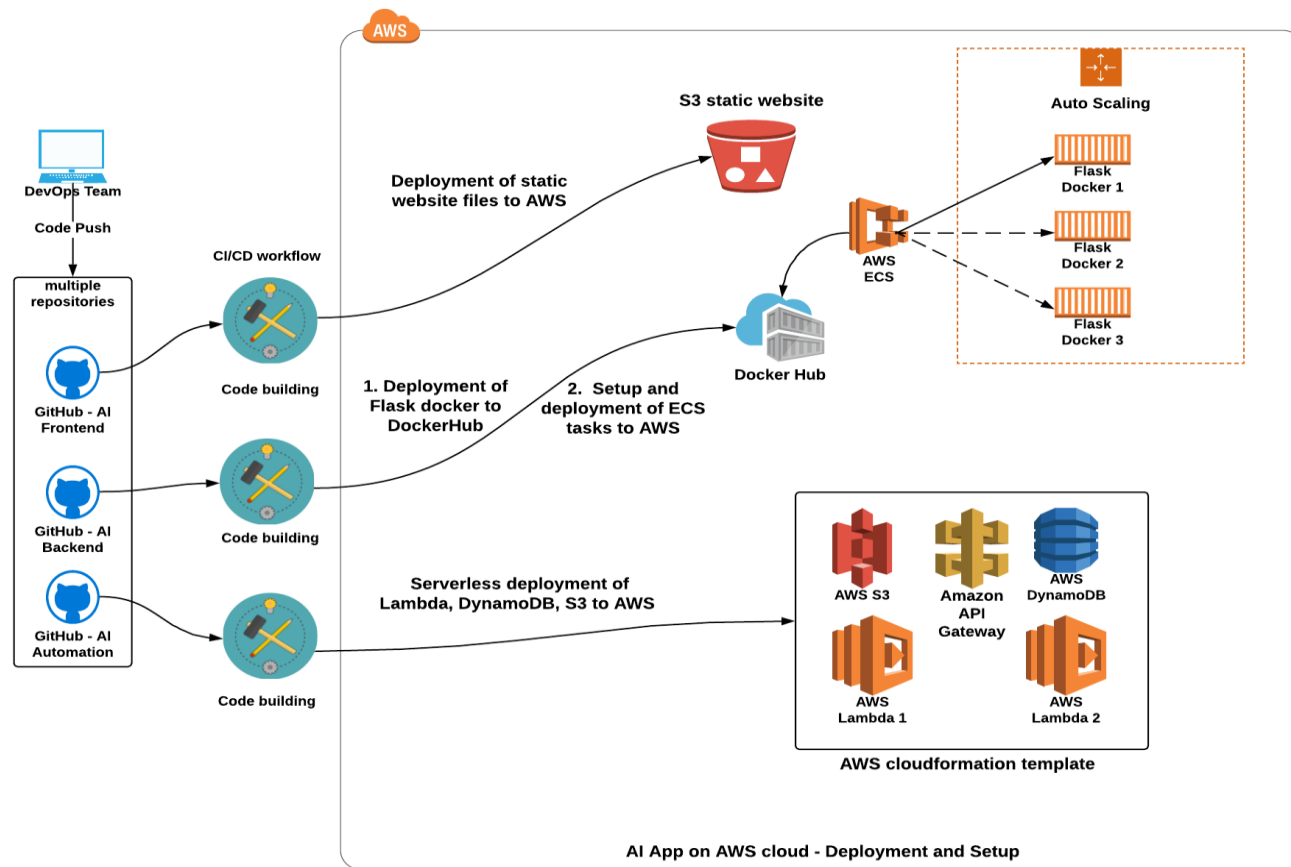 AWS
S3 static website
Auto Scaling
DevOps Team
Code Push
Deployment of static
website files to AWS
Flask
Docker 1
CI/CD workflow
multiple
repositories
AWS
ECS
Flask
Docker 2
Flask
Docker 3
Code building
GitHub - AI
Frontend
1. Deployment of
Flask docker to
DockerHub
2. Setup and
deployment of ECS
tasks to AWS
Docker Hub
GitHub - AI
Backend
Code building
GitHub - AI
Automation
Serverless deployment of
Lambda, DynamoDB, S3 to AWS
Code building
AWS S3
Amazon
API
Gateway
AWS
DynamoDB
AWS
Lambda 1
AWS
Lambda 2
AWS cloudformation template
AI App on AWS cloud - Deployment and Setup